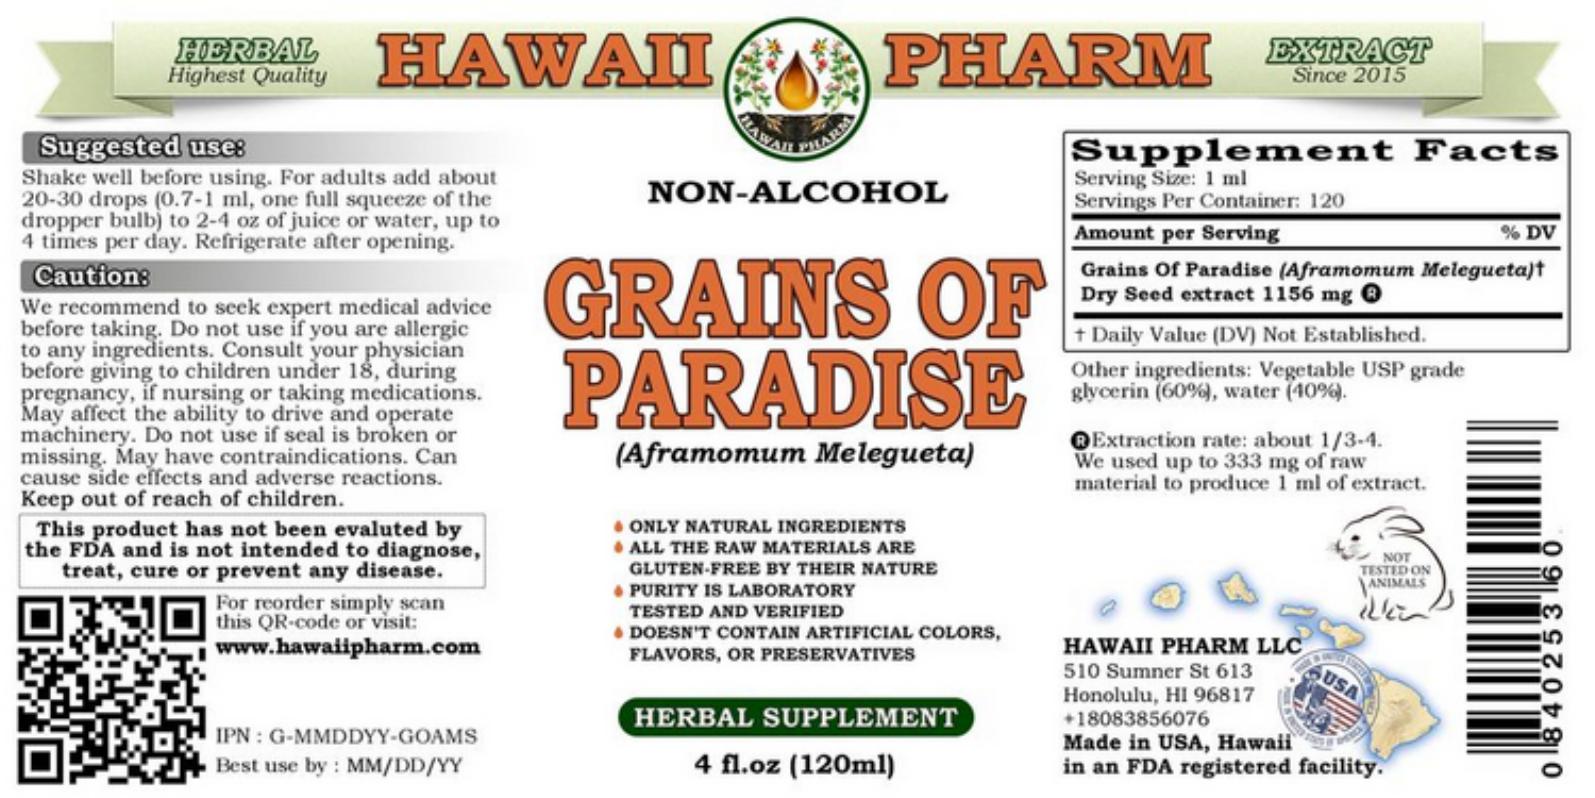 HERBAL
Highest Quality
HAWAII
PHARM
HAWAII PHARM
EXTRACT
Since 2015
Suggested use:
Shake well before using. For adults add about
20-30 drops (0.7-1 ml, one full squeeze of the
dropper bulb) to 2-4 oz of juice or water, up to
4 times per day. Refrigerate after opening.
Caution:
We recommend to seek expert medical advice
before taking. Do not use if you are allergic
to any ingredients. Consult your physician
before giving to children under 18, during
pregnancy, if nursing or taking medications.
May affect the ability to drive and operate
machinery. Do not use if seal is broken or
missing. May have contraindications. Can
cause side effects and adverse reactions.
Keep out of reach of children.
This product has not been evaluted by
the FDA and is not intended to diagnose,
treat, cure or prevent any disease.
For reorder simply scan
this QR-code or visit:
www.hawaiipharm.com
IPN : G-MMDDYY-GOAMS
Best use by : MM/DD/YY
NON-ALCOHOL
GRAINS OF
PARADISE
(Aframomum Melegueta)
ONLY NATURAL INGREDIENTS
ALL THE RAW MATERIALS ARE
GLUTEN-FREE BY THEIR NATURE
PURITY IS LABORATORY
TESTED AND VERIFIED
DOESN'T CONTAIN ARTIFICIAL COLORS,
FLAVORS, OR PRESERVATIVES
HERBAL SUPPLEMENT
4 fl.oz (120ml)
Supplement Facts
Serving Size: 1 ml
Servings Per Container: 120
Amount per Serving % DV
Grains Of Paradise (Aframomum Melegueta)†
Dry Seed extract 1156 mg Ⓡ
† Daily Value (DV) Not Established.
Other ingredients: Vegetable USP grade
glycerin (60%), water (40%).
ⓇExtraction rate: about 1/3-4.
We used up to 333 mg of raw
material to produce 1 ml of extract.
NOT
TESTED ON
ANIMALS
HAWAII PHARM LLC
510 Sumner St 613
Honolulu, HI 96817
+18083856076
Made in USA, Hawaii
in an FDA registered facility.
USA
0 84025 3 60